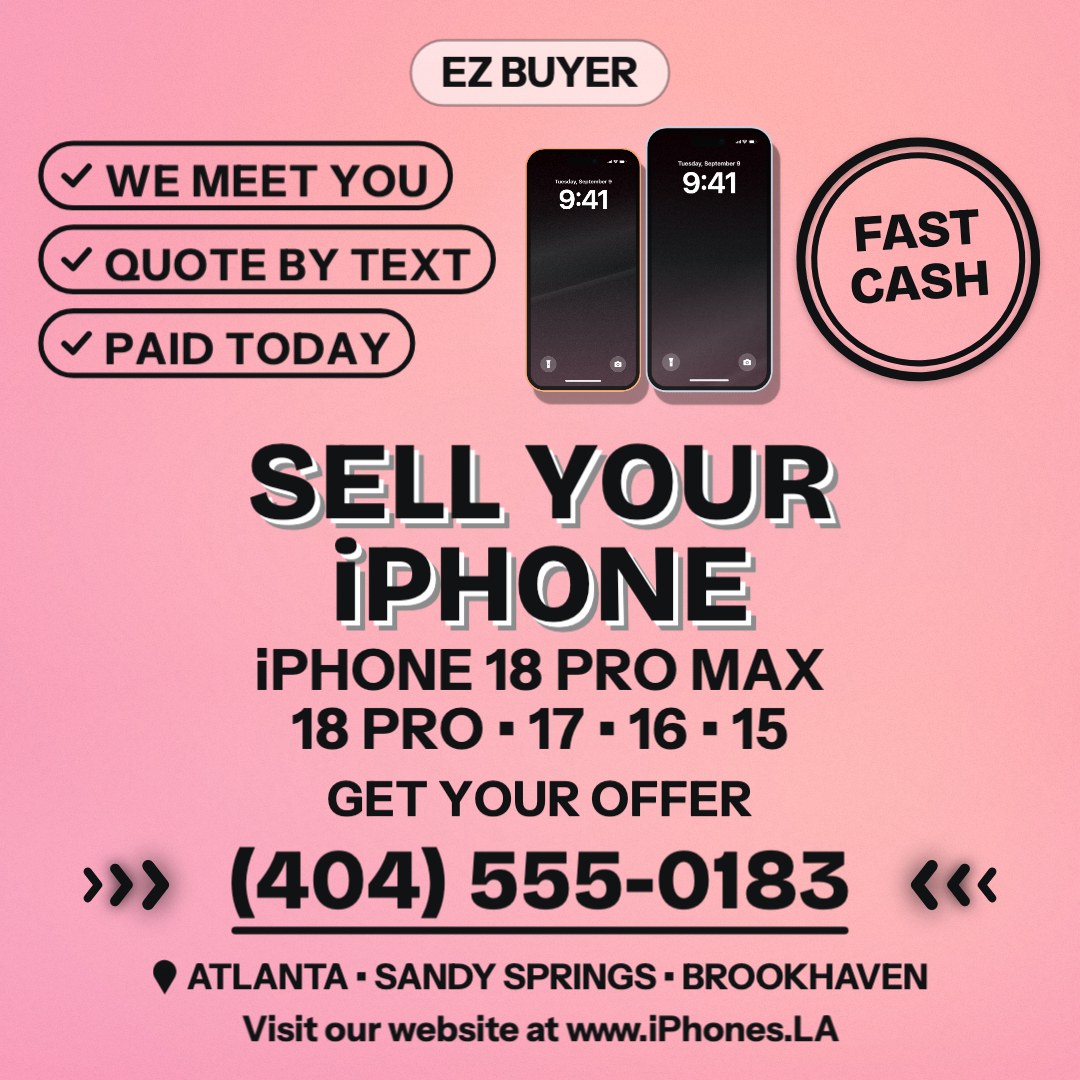 EZ BUYER
✓ WE MEET YOU
✓ QUOTE BY TEXT
✓ PAID TODAY
Tuesday, September 9
9:41
Tuesday, September 9
9:41
FAST
CASH
SELL YOUR
iPHONE
iPHONE 18 PRO MAX
18 PRO ▪ 17 ▪ 16 ▪ 15
GET YOUR OFFER
(404) 555-0183
ATLANTA ▪ SANDY SPRINGS ▪ BROOKHAVEN
Visit our website at www.iPhones.LA